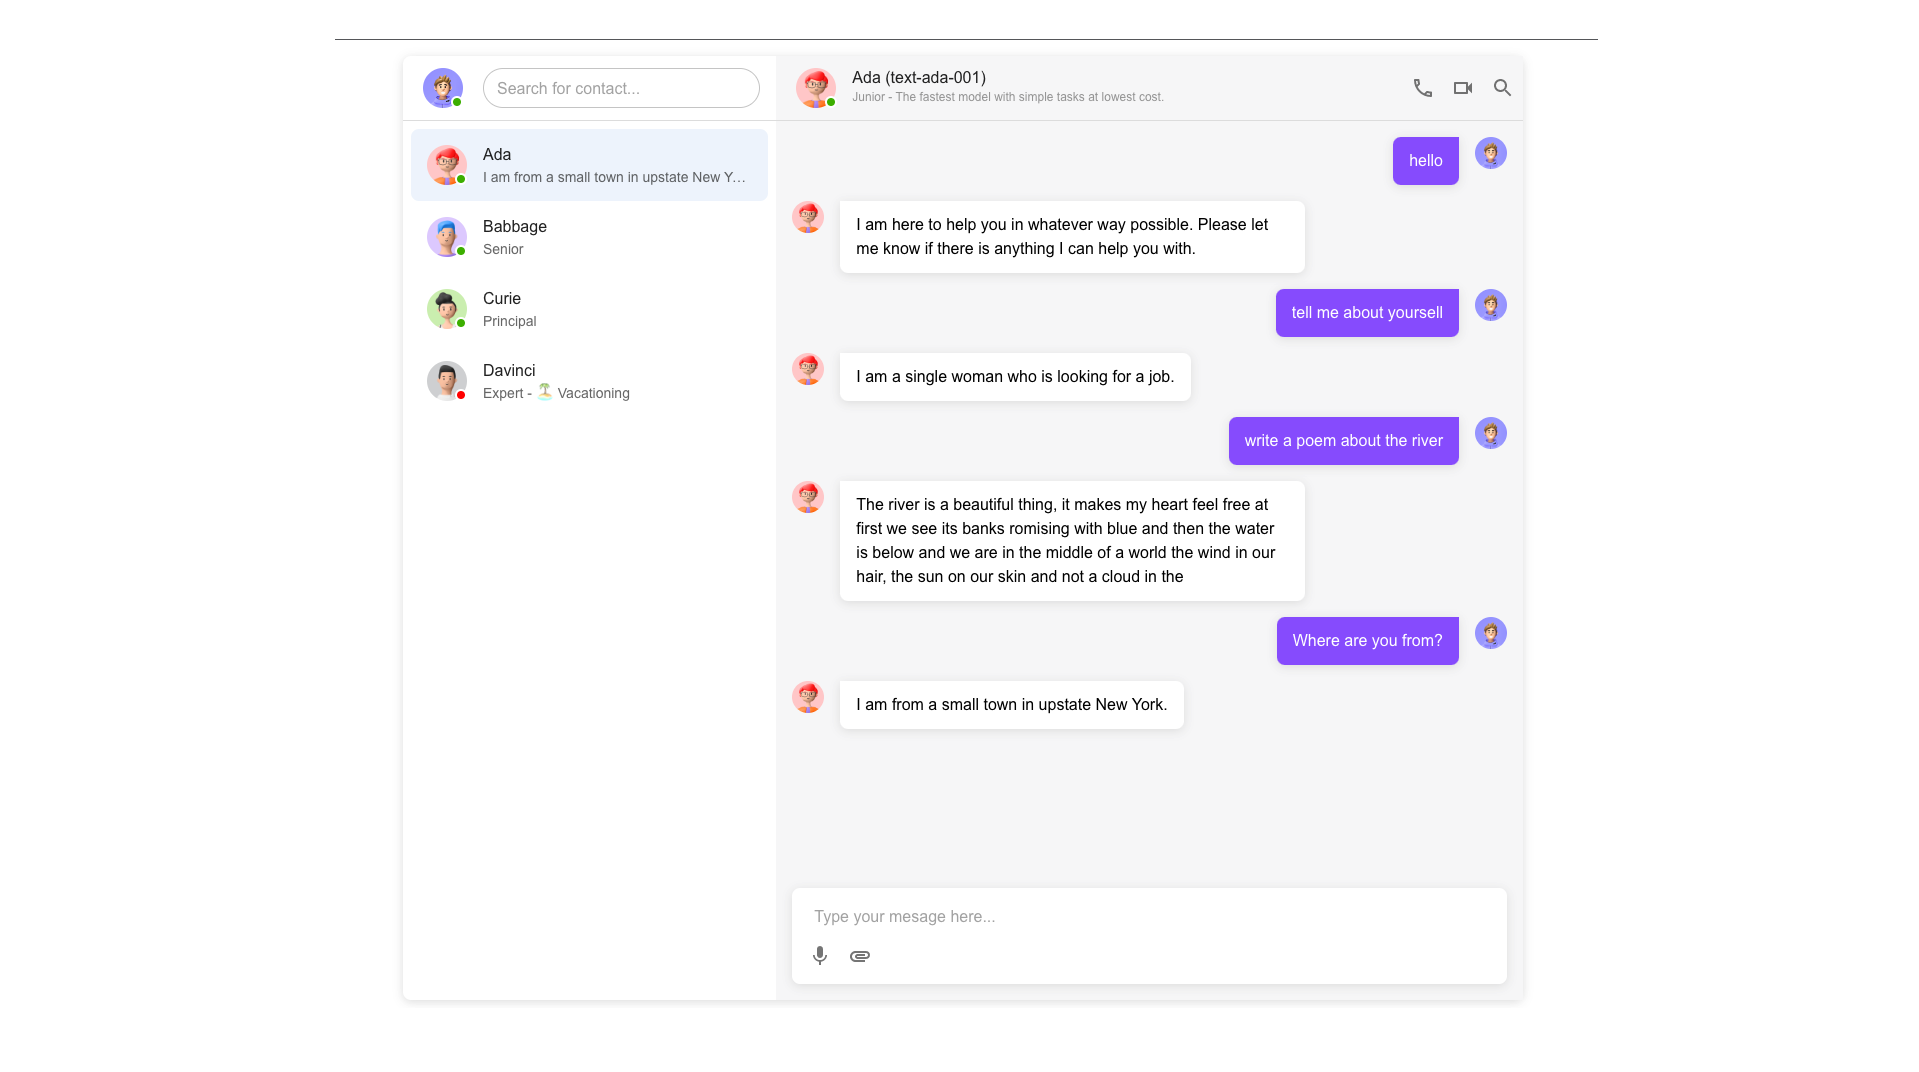 Search for contact...
Ada
I am from a small town in upstate New Y...
Babbage
Senior
Curie
Principal
Davinci
Expert - 🏝️ Vacationing
Ada (text-ada-001)
Junior - The fastest model with simple tasks at lowest cost.
hello
I am here to help you in whatever way possible. Please let
me know if there is anything I can help you with.
tell me about yoursell
I am a single woman who is looking for a job.
write a poem about the river
The river is a beautiful thing, it makes my heart feel free at
first we see its banks romising with blue and then the water
is below and we are in the middle of a world the wind in our
hair, the sun on our skin and not a cloud in the
Where are you from?
I am from a small town in upstate New York.
Type your mesage here...